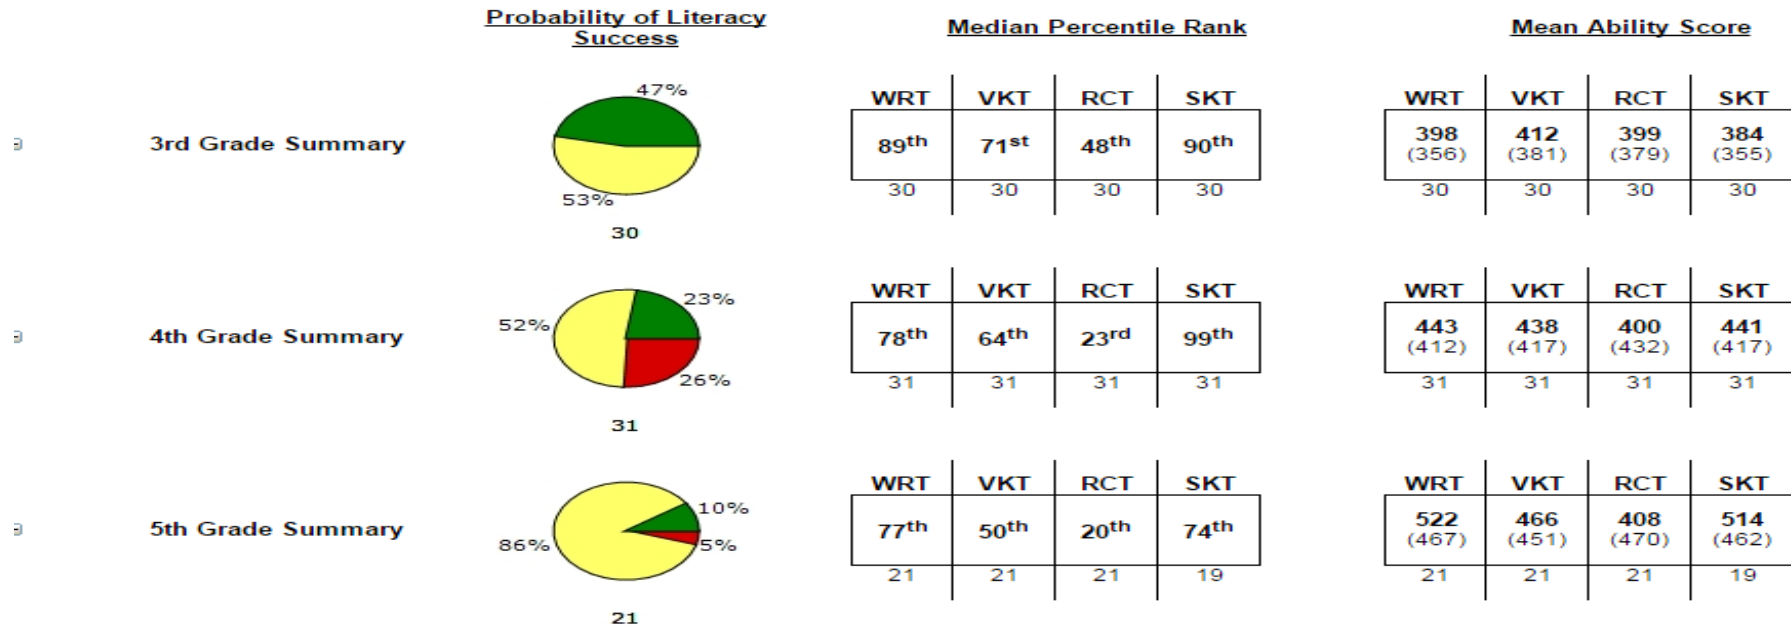 Probability of Literacy
Success
Median Percentile Rank
Mean Ability Score
3rd Grade Summary
47%
53%
30
WRT VKT RCT SKT
89th 71st 48th 90th
30 30 30 30
WRT VKT RCT SKT
398 412 399 384
(356) (381) (379) (355)
30 30 30 30
4th Grade Summary
23%
52%
26%
31
WRT VKT RCT SKT
78th 64th 23rd 99th
31 31 31 31
WRT VKT RCT SKT
443 438 400 441
(412) (417) (432) (417)
31 31 31 31
5th Grade Summary
10%
86%
5%
21
WRT VKT RCT SKT
77th 50th 20th 74th
21 21 21 19
WRT VKT RCT SKT
522 466 408 514
(467) (451) (470) (462)
21 21 21 19